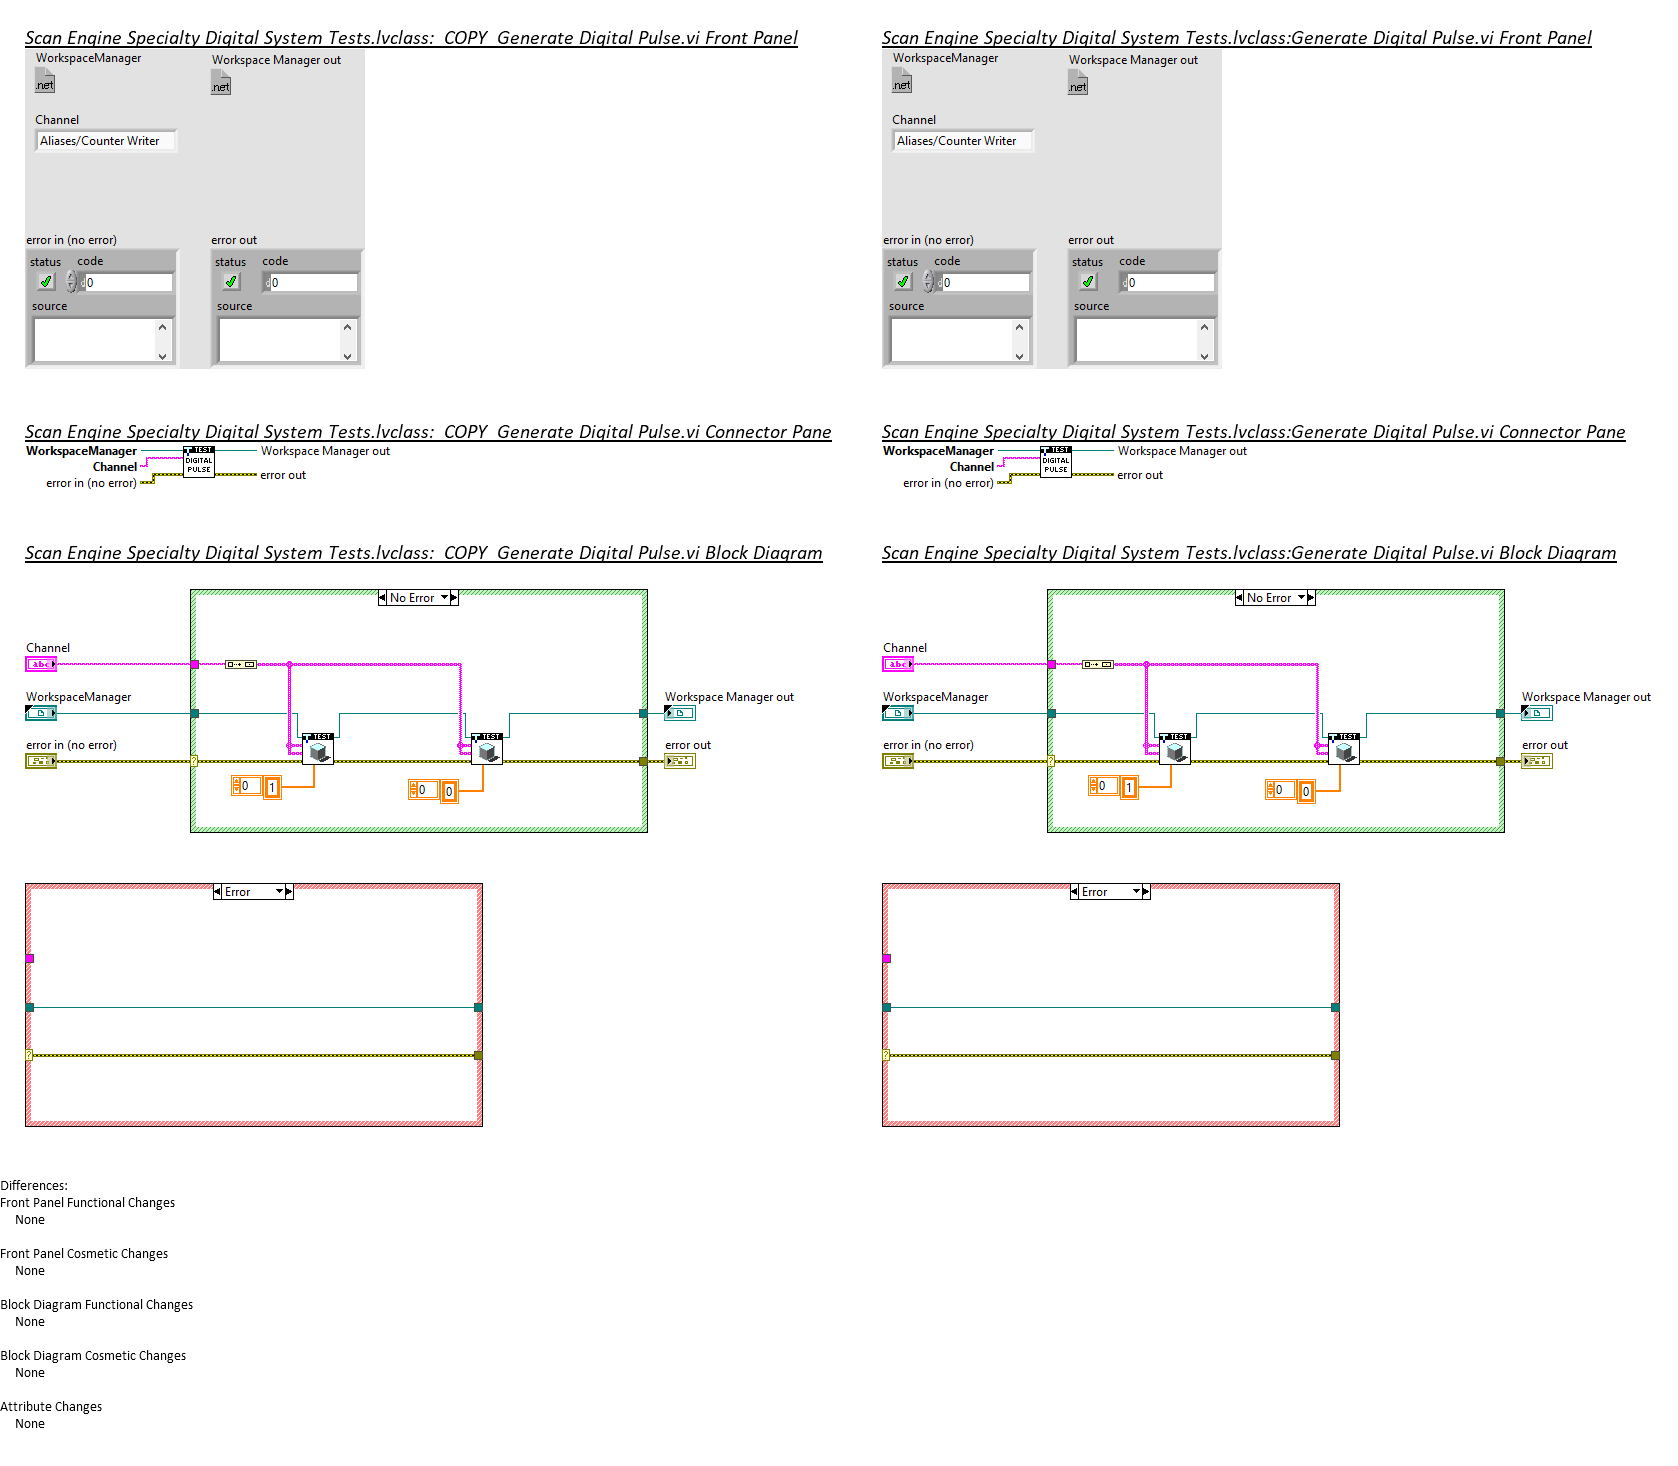 Scan Engine Specialty Digital System Tests.lvclass:  COPY  Generate Digital Pulse.vi Front Panel
WorkspaceManager
Workspace Manager out
.net
.net
Channel
Aliases/Counter Writer
error in (no error)
error out
status code
status code
0
0
source
source
Scan Engine Specialty Digital System Tests.lvclass:Generate Digital Pulse.vi Front Panel
WorkspaceManager
Workspace Manager out
.net
.net
Channel
Aliases/Counter Writer
error in (no error)
error out
status code
status code
0
0
source
source
Scan Engine Specialty Digital System Tests.lvclass:  COPY  Generate Digital Pulse.vi Connector Pane
WorkspaceManager
Channel
error in (no error)
TEST
DIGITAL
PULSE
Workspace Manager out
error out
Scan Engine Specialty Digital System Tests.lvclass:Generate Digital Pulse.vi Connector Pane
WorkspaceManager
Channel
error in (no error)
TEST
DIGITAL
PULSE
Workspace Manager out
error out
Scan Engine Specialty Digital System Tests.lvclass:  COPY  Generate Digital Pulse.vi Block Diagram
No Error
Channel
abc
WorkspaceManager
Workspace Manager out
error in (no error)
error out
?
TEST
TEST
0 1
0 0
Error
?
Scan Engine Specialty Digital System Tests.lvclass:Generate Digital Pulse.vi Block Diagram
No Error
Channel
abc
WorkspaceManager
Workspace Manager out
error in (no error)
error out
?
TEST
TEST
0 1
0 0
Error
?
Differences:
Front Panel Functional Changes
None
Front Panel Cosmetic Changes
None
Block Diagram Functional Changes
None
Block Diagram Cosmetic Changes
None
Attribute Changes
None